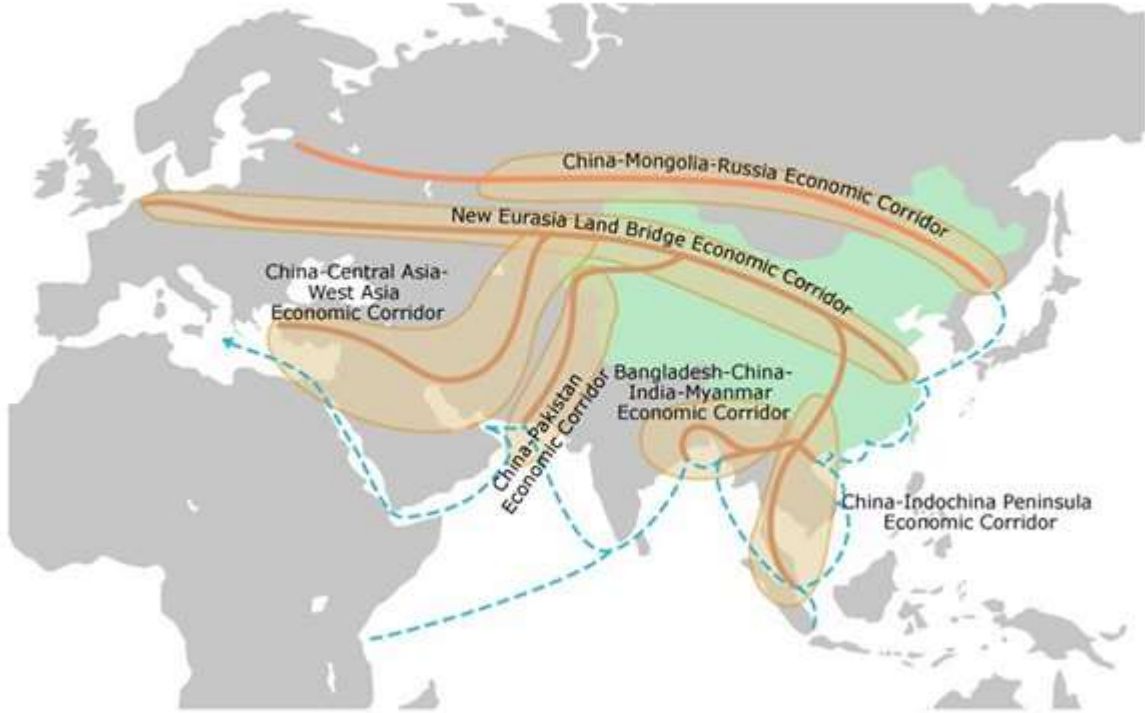 China-Mongolia-Russia Economic Corridor
New Eurasia Land Bridge Economic Corridor
China-Central Asia-
West Asia
Economic Corridor
China-Pakistan
Economic Corridor
Bangladesh-China-
India-Myanmar
Economic Corridor
China-Indochina Peninsula
Economic Corridor